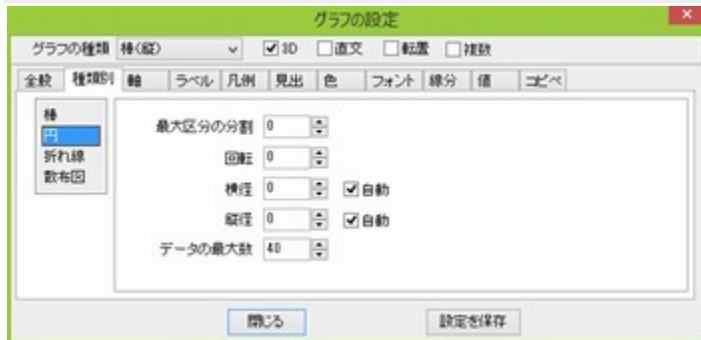 グラフの設定
グラフの種類 棒(縦) 3D 直交 転置 複数
全般 種類別 軸 ラベル 凡例 見出 色 フォント 線分 値 コピペ
棒
円
折れ線
散布図
最大区分の分割 0
回転 0
横径 0 自動
縦径 0 自動
データの最大数 40
閉じる 設定を保存